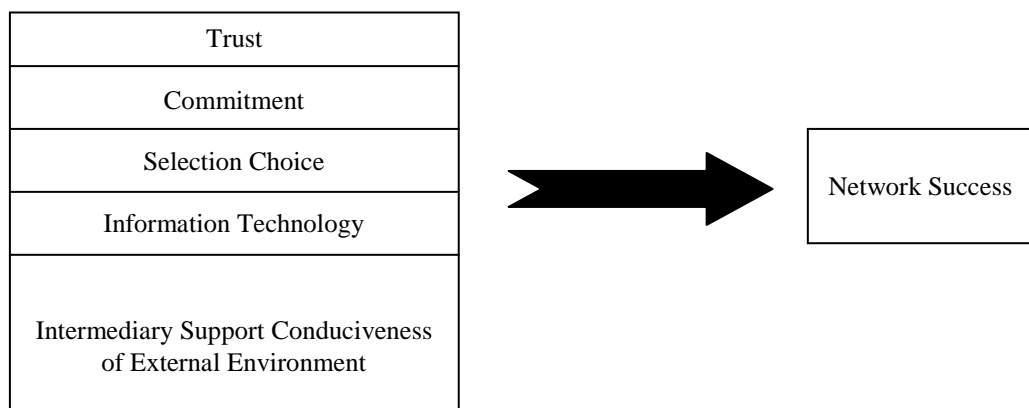 Trust
Commitment
Selection Choice
Information Technology
Intermediary Support Conduciveness
of External Environment
Network Success